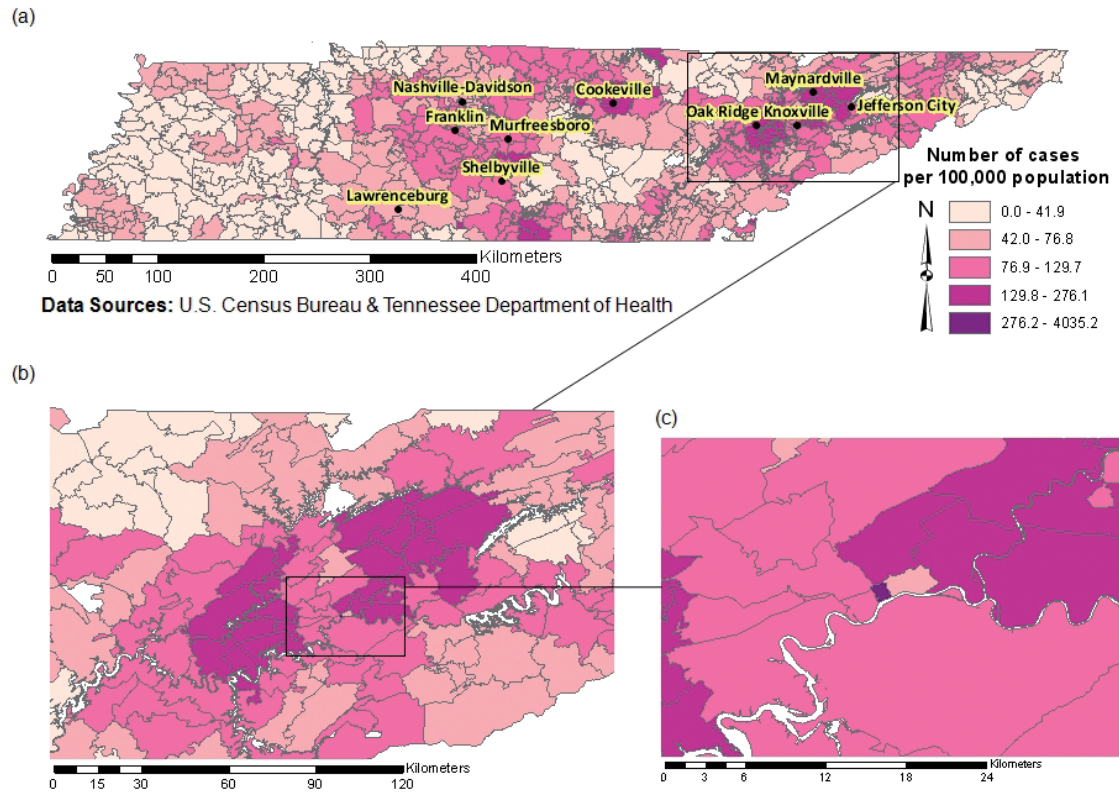 (a)
Nashville-Davidson
Cookeville
Maynardville
Franklin
Oak Ridge Knoxville
Jefferson City
Murfreesboro
Shelbyville
Lawrenceburg
Number of cases
per 100,000 population
N
0.0 - 41.9
42.0 - 76.8
76.9 - 129.7
129.8 - 276.1
276.2 - 4035.2
Kilometers
0 50 100 200 300 400
Data Sources: U.S. Census Bureau & Tennessee Department of Health
(b)
(c)
Kilometers
0 15 30 60 90 120
Kilometers
0 3 6 12 18 24